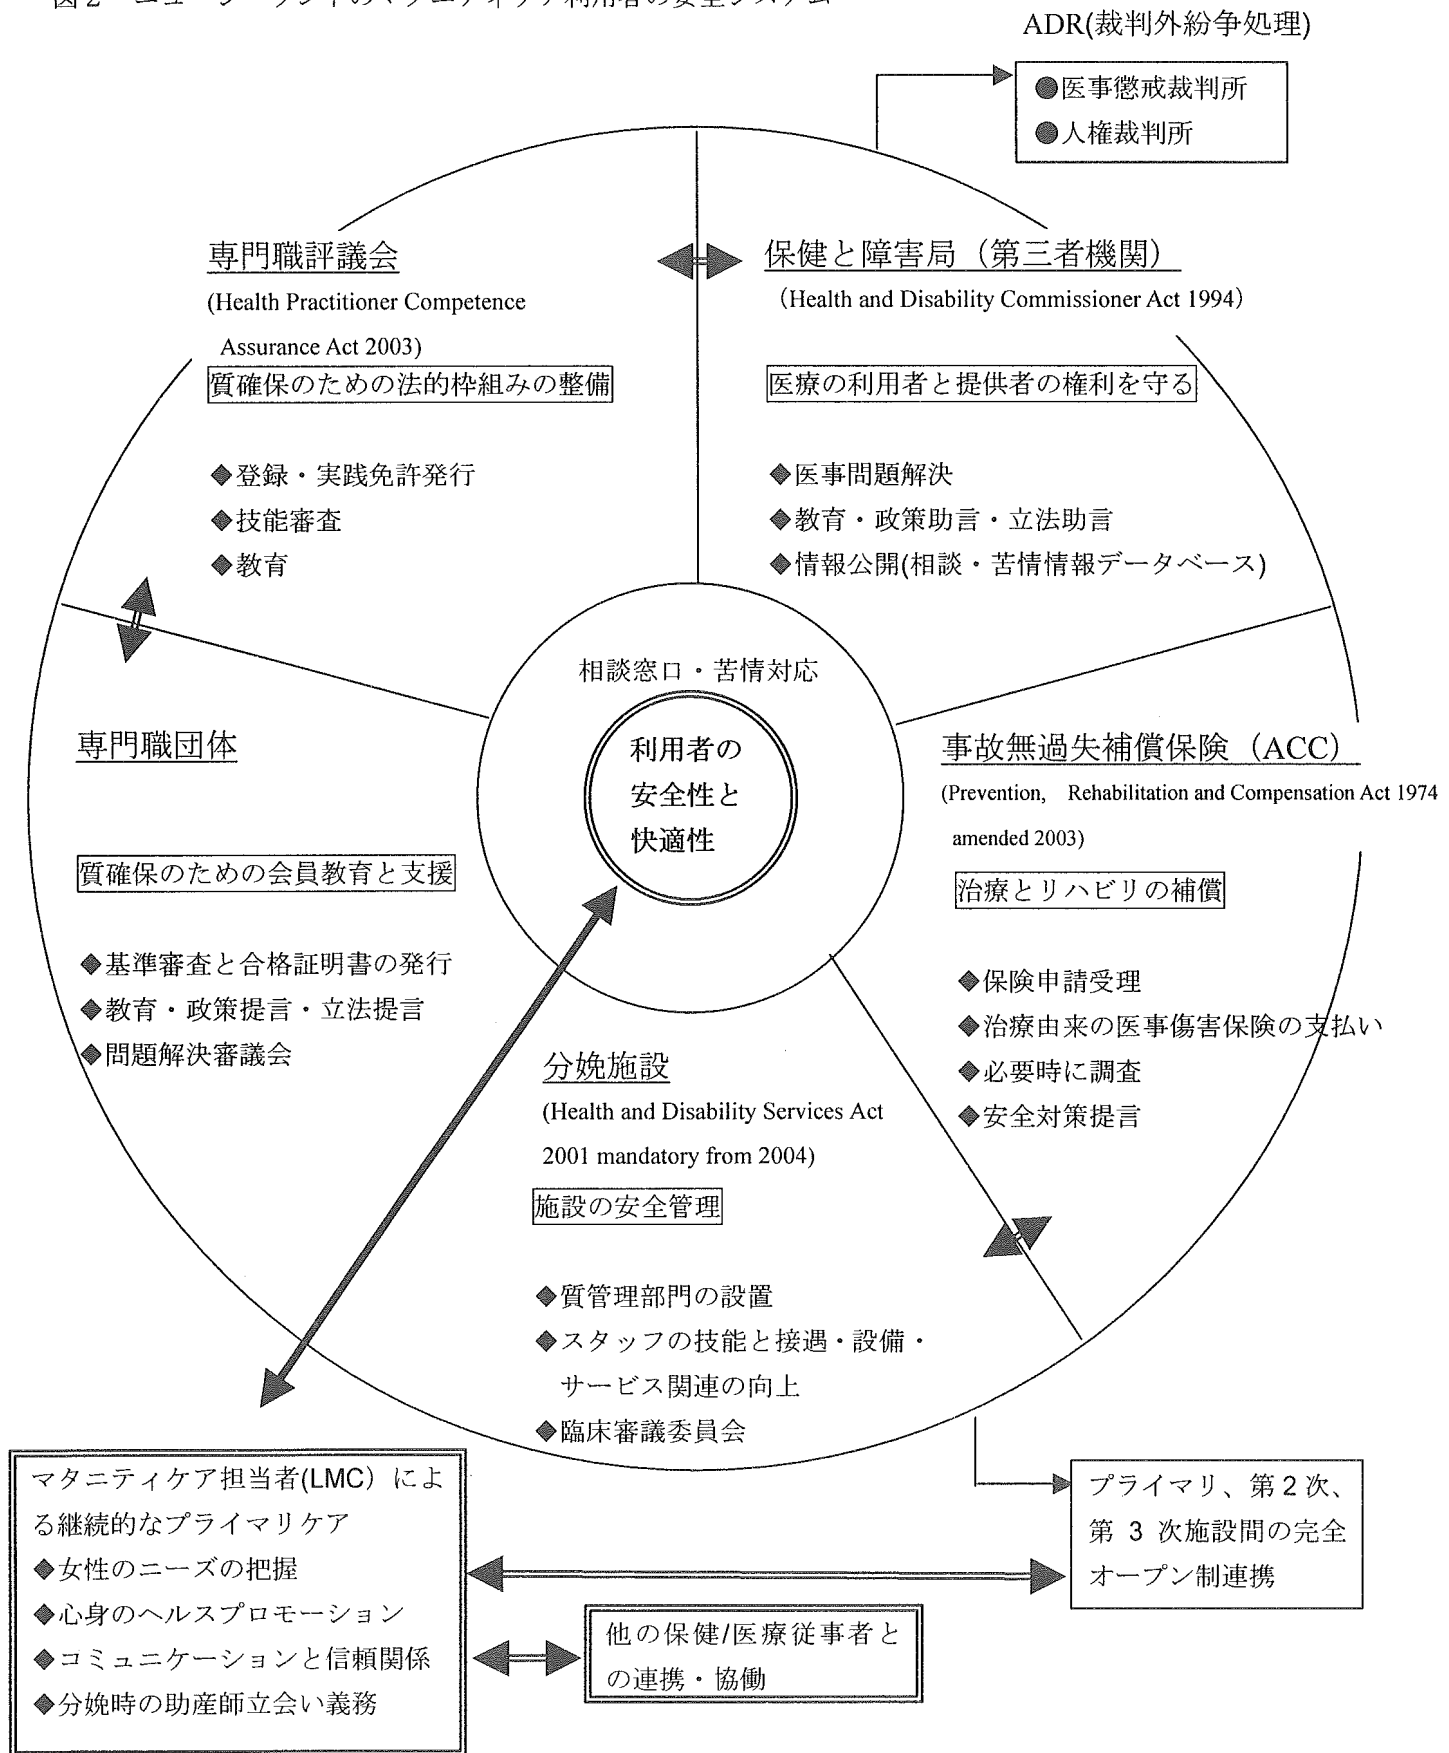 ADR(裁判外紛争処理)
●医事懲戒裁判所
●人権裁判所
専門職評議会
(Health Practitioner Competence
Assurance Act 2003)
質確保のための法的枠組みの整備
◆登録・実践免許発行
◆技能審査
◆教育
保健と障害局（第三者機関）
（Health and Disability Commissioner Act 1994）
医療の利用者と提供者の権利を守る
◆医事問題解決
◆教育・政策助言・立法助言
◆情報公開(相談・苦情情報データベース)
相談窓口・苦情対応
利用者の
安全性と
快適性
専門職団体
質確保のための会員教育と支援
◆基準審査と合格証明書の発行
◆教育・政策提言・立法提言
◆問題解決審議会
事故無過失補償保険（ACC）
(Prevention, Rehabilitation and Compensation Act 1974
amended 2003)
治療とリハビリの補償
◆保険申請受理
◆治療由来の医事傷害保険の支払い
◆必要時に調査
◆安全対策提言
分娩施設
(Health and Disability Services Act
2001 mandatory from 2004)
施設の安全管理
◆質管理部門の設置
◆スタッフの技能と接遇・設備・
サービス関連の向上
◆臨床審議委員会
マタニティケア担当者(LMC）によ
る継続的なプライマリケア
◆女性のニーズの把握
◆心身のヘルスプロモーション
◆コミュニケーションと信頼関係
◆分娩時の助産師立会い義務
他の保健/医療従事者と
の連携・協働
プライマリ、第2次、
第 3 次施設間の完全
オープン制連携